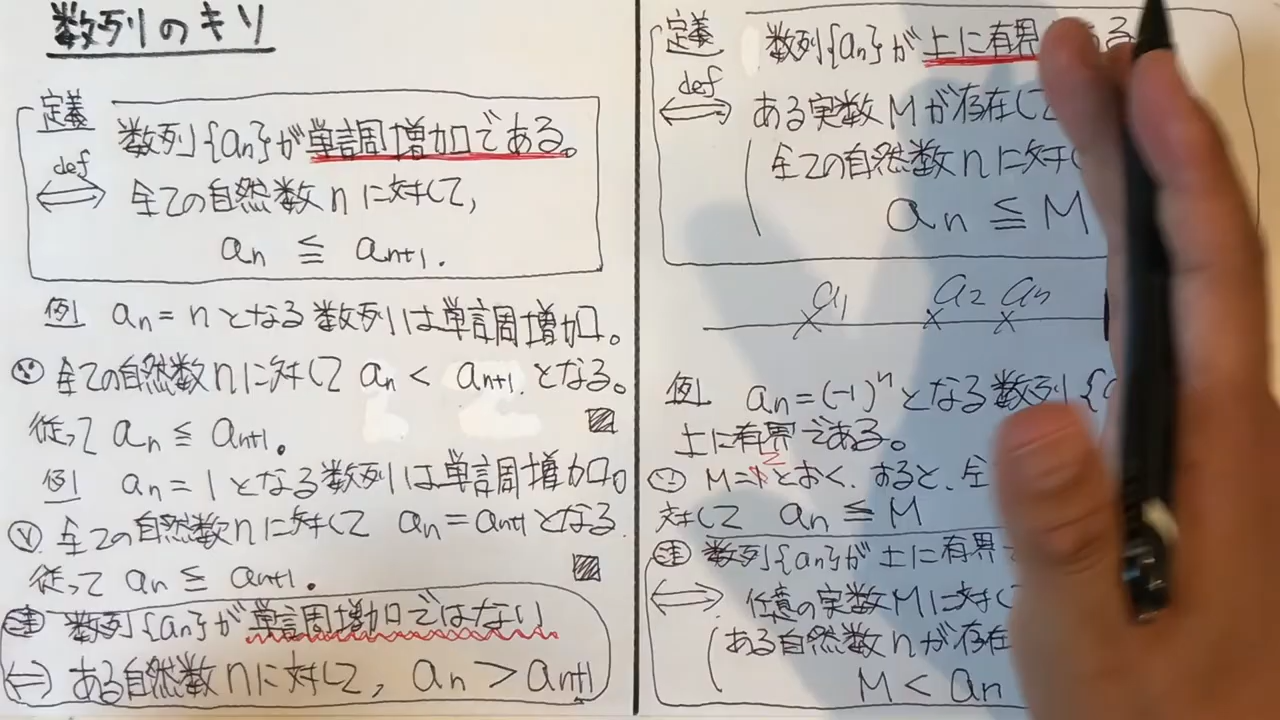 数列のキリ
定義
def
⟺
数列{an}が単調増加である。
全ての自然数nに対して,
an ≦ an+1.
例 an = n となる数列は単調増加。
∵ 全ての自然数nに対して an < an+1 となる。
従って an ≦ an+1.
例 an = 1 となる数列は単調増加。
∵ 全ての自然数nに対して an = an+1 となる
従って an ≦ an+1.
注 数列{an}が単調増加ではない
⟺ ある自然数nに対して, an > an+1
定義
def
⟺
数列{an}が上に有界 ある
ある実数Mが存在して
全ての自然数nに対
an ≦ M
a1 a2 a3
例 an = (-1)^n となる数列{
上に有界である。
∵ M= とおく、すると、全
対して an ≦ M
注 数列{an}が上に有界
⟺ 任意の実数Mに対して
ある自然数nが存在
M < an